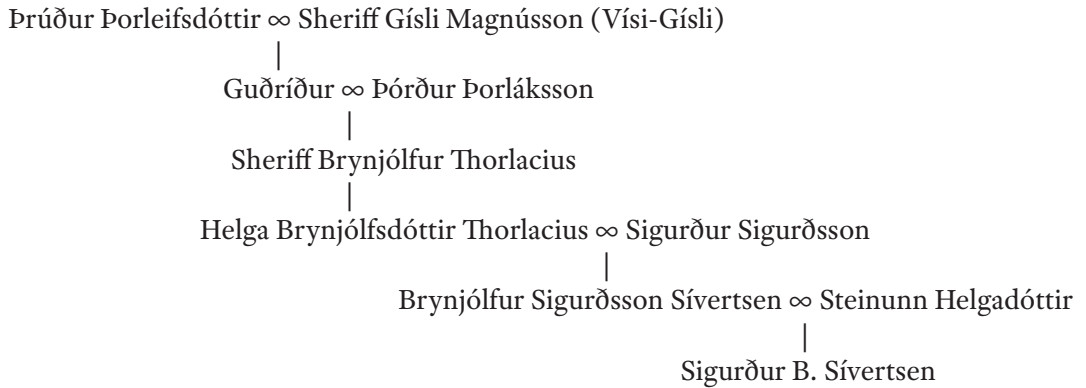 Þrúður Þorleifsdóttir ∞ Sheriff Gísli Magnússon (Vísi-Gísli)
Guðríður ∞ Þórður Þorláksson
Sheriff Brynjólfur Thorlacius
Helga Brynjólfsdóttir Thorlacius ∞ Sigurður Sigurðsson
Brynjólfur Sigurðsson Sívertsen ∞ Steinunn Helgadóttir
Sigurður B. Sívertsen